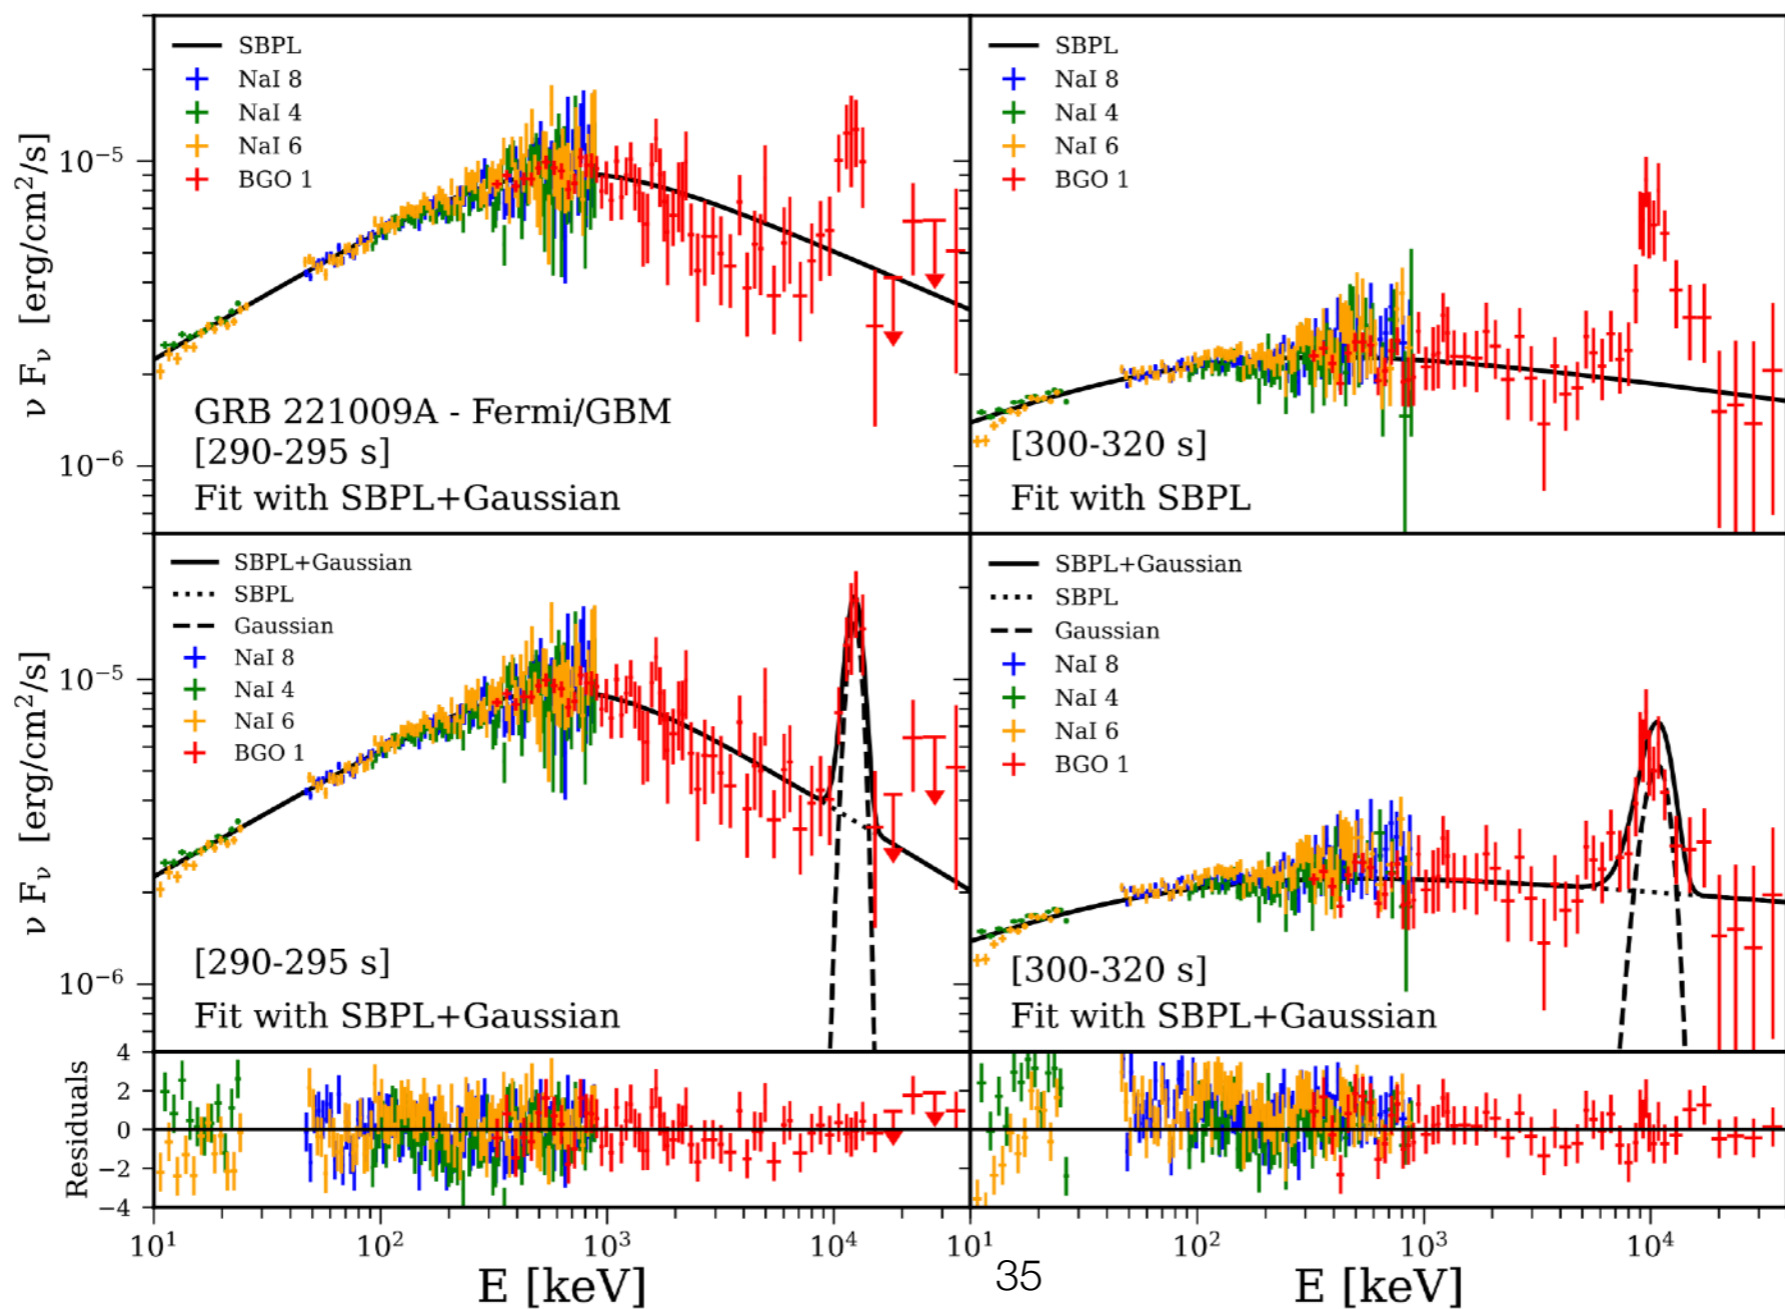 SBPL
NaI 8
NaI 4
NaI 6
BGO 1
GRB 221009A - Fermi/GBM
[290-295 s]
Fit with SBPL+Gaussian
ν Fν [erg/cm²/s]
10⁻⁵
10⁻⁶
SBPL
NaI 8
NaI 4
NaI 6
BGO 1
[300-320 s]
Fit with SBPL
SBPL+Gaussian
SBPL
Gaussian
NaI 8
NaI 4
NaI 6
BGO 1
[290-295 s]
Fit with SBPL+Gaussian
ν Fν [erg/cm²/s]
10⁻⁵
10⁻⁶
SBPL+Gaussian
SBPL
Gaussian
NaI 8
NaI 4
NaI 6
BGO 1
[300-320 s]
Fit with SBPL+Gaussian
Residuals
4
2
0
−2
−4
10¹ 10² 10³ 10⁴ 10¹ 10² 10³ 10⁴
E [keV] 35 E [keV]